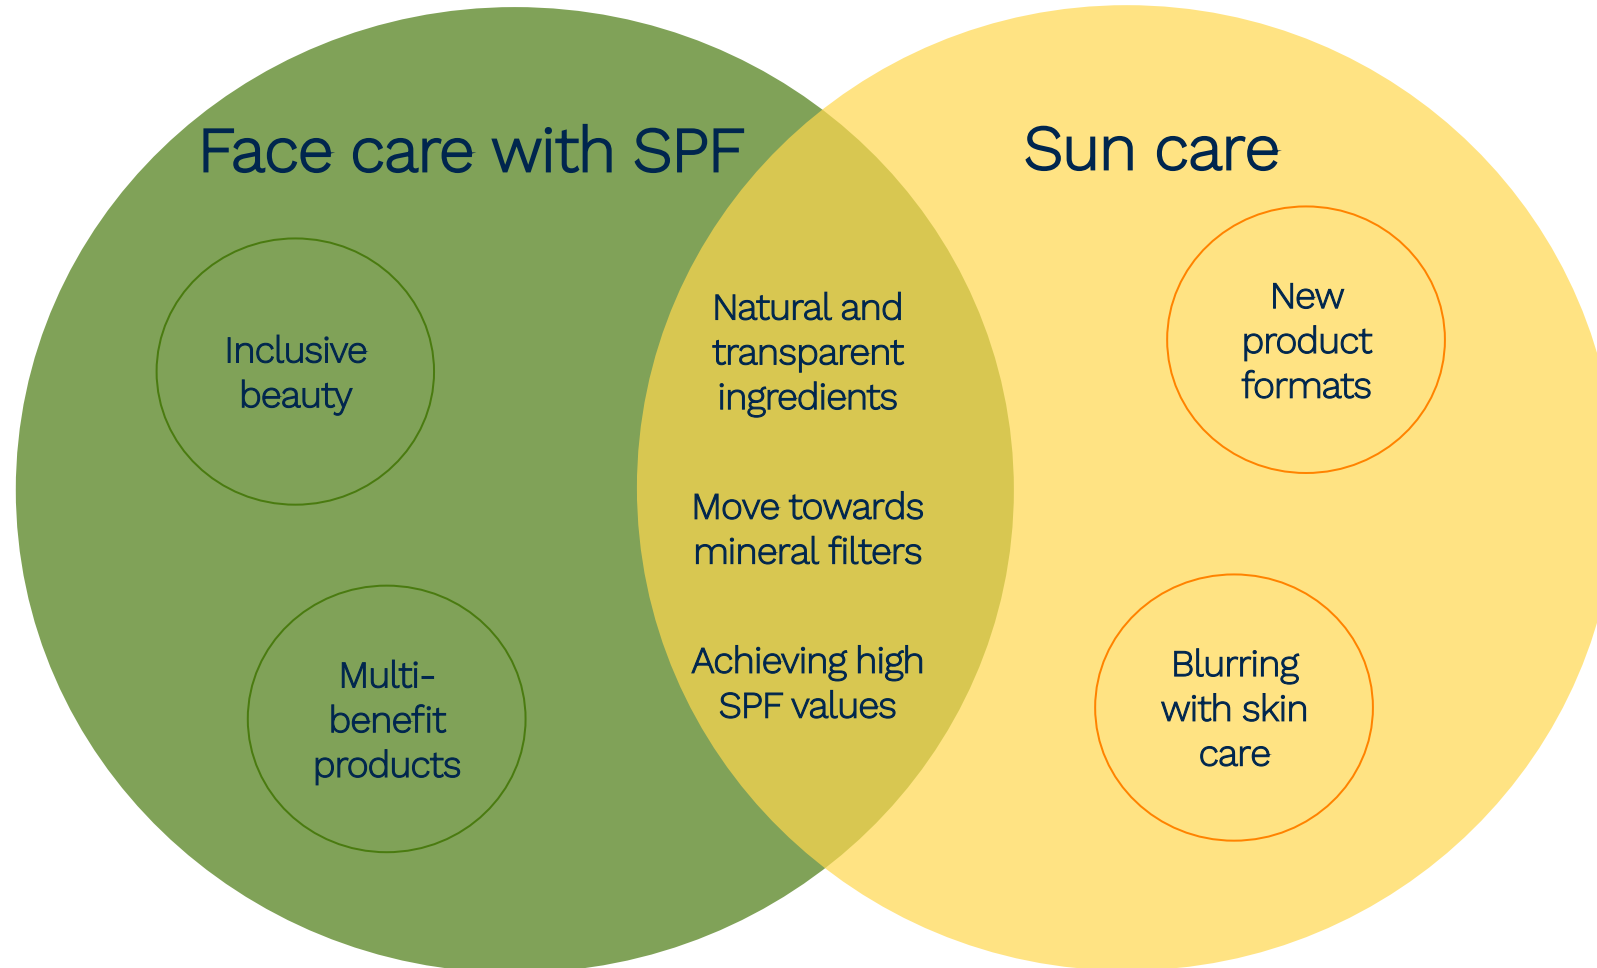 Face care with SPF
Inclusive
beauty
Multi-
benefit
products
Natural and
transparent
ingredients
Move towards
mineral filters
Achieving high
SPF values
Sun care
New
product
formats
Blurring
with skin
care